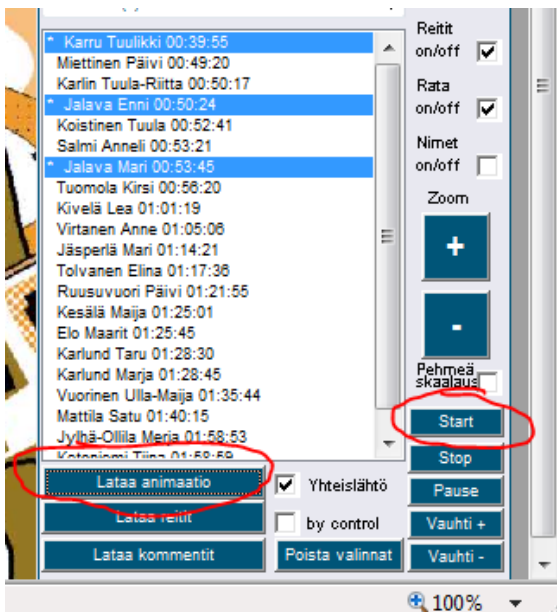 * Karru Tuulikki 00:39:55
Miettinen Päivi 00:49:20
Karlin Tuula-Riitta 00:50:17
* Jalava Enni 00:50:24
Koistinen Tuula 00:52:41
Salmi Anneli 00:53:21
* Jalava Mari 00:53:45
Tuomola Kirsi 00:56:20
Kivelä Lea 01:01:19
Virtanen Anne 01:05:06
Jäsperlä Mari 01:14:21
Tolvanen Elina 01:17:36
Ruusuvuori Päivi 01:21:55
Kesälä Maija 01:25:01
Elo Maarit 01:25:45
Karlund Taru 01:28:30
Karlund Marja 01:28:45
Vuorinen Ulla-Maija 01:35:44
Mattila Satu 01:40:15
Jylhä-Ollila Merja 01:58:53
Kotoniemi Tiina 01:58:59
Reitit
on/off
Rata
on/off
Nimet
on/off
Zoom
+
-
Pehmeä
skaalaus
Start
Stop
Pause
Vauhti +
Vauhti -
Lataa animaatio
Yhteislähtö
Lataa reitit
by control
Lataa kommentit
Poista valinnat
100%